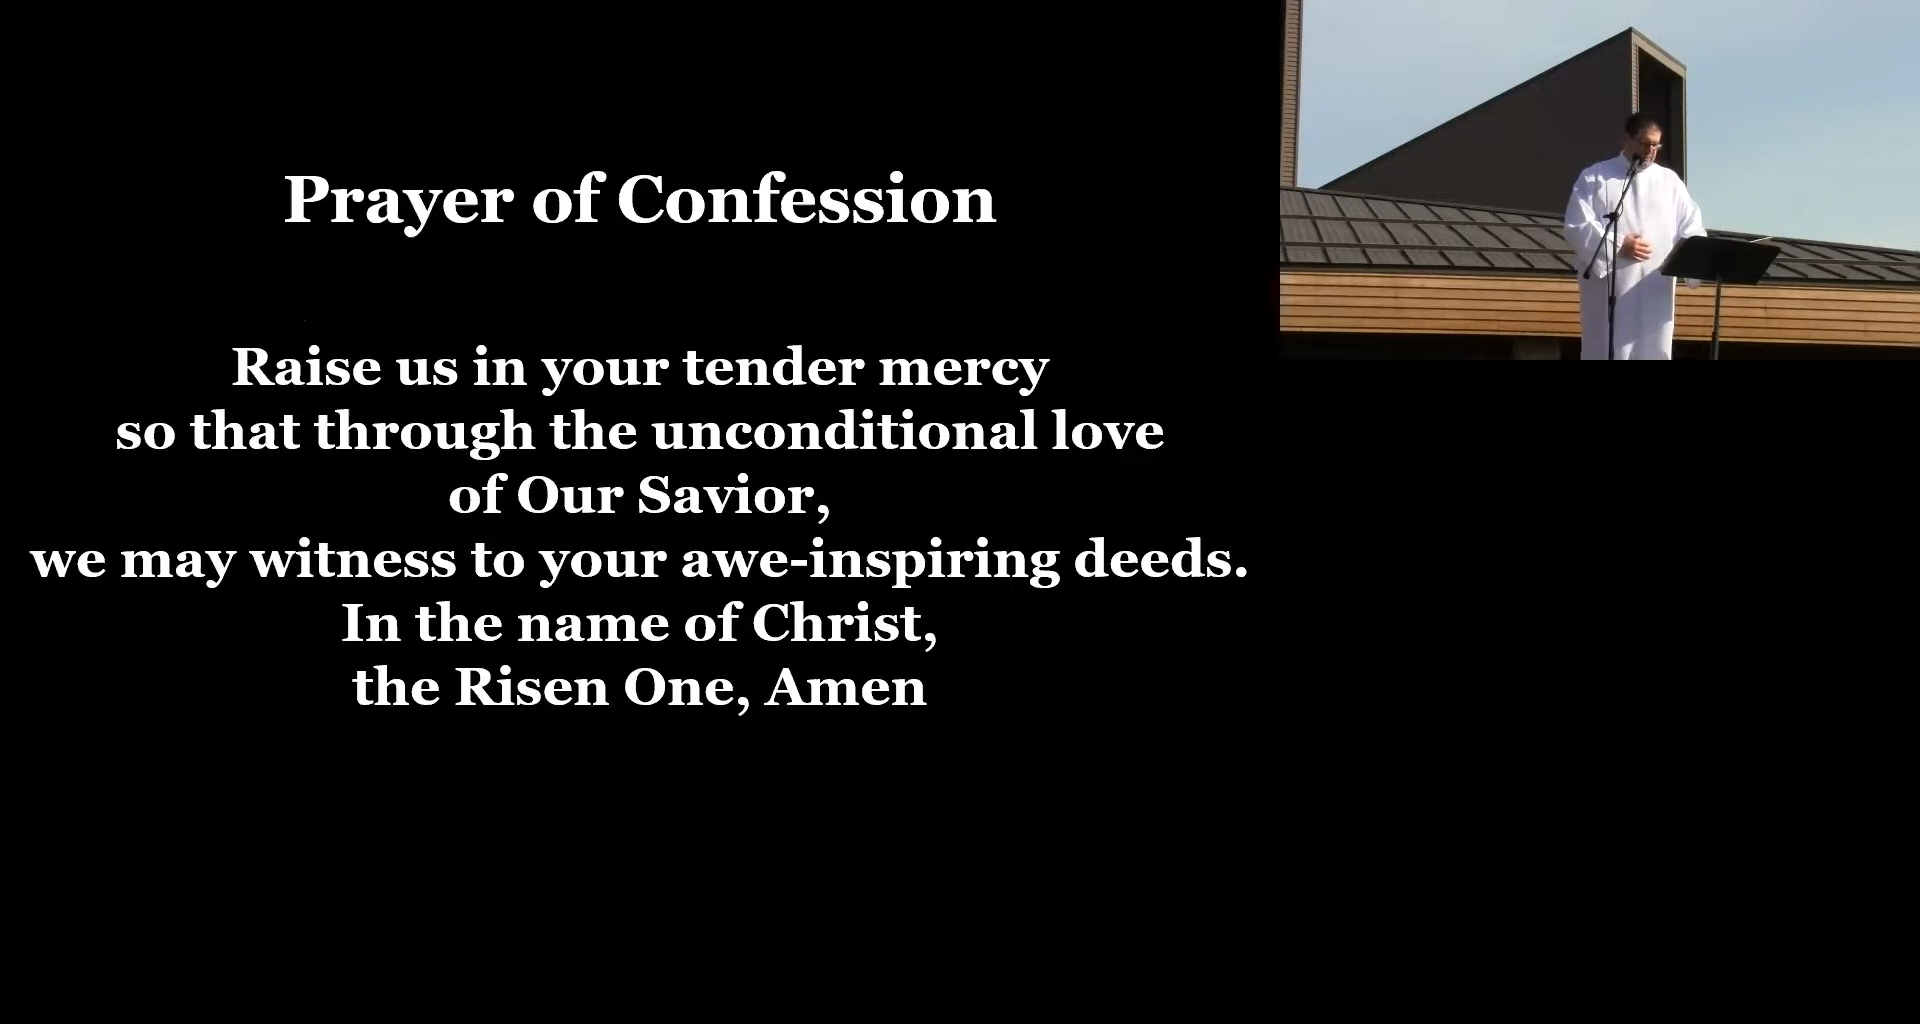 Prayer of Confession
Raise us in your tender mercy
so that through the unconditional love
of Our Savior,
we may witness to your awe-inspiring deeds.
In the name of Christ,
the Risen One, Amen